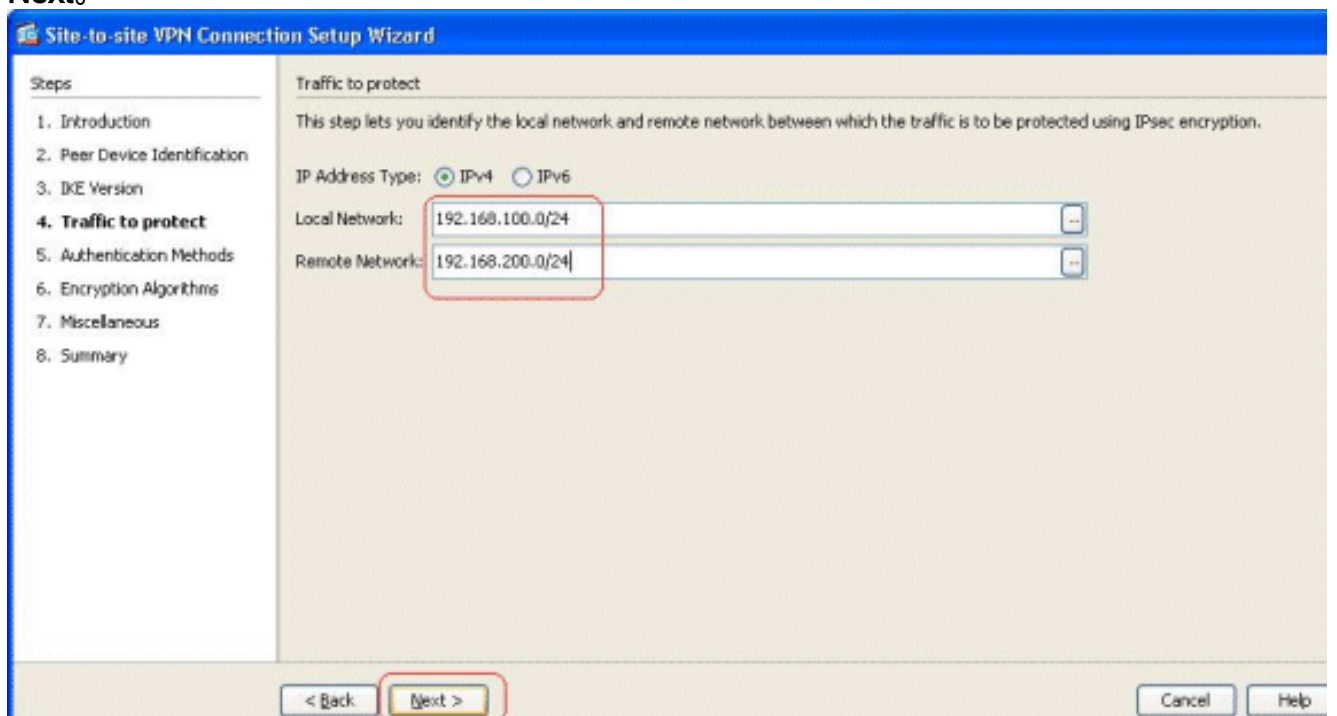 Next。
Site-to-site VPN Connection Setup Wizard
Steps
1. Introduction
2. Peer Device Identification
3. IKE Version
4. Traffic to protect
5. Authentication Methods
6. Encryption Algorithms
7. Miscellaneous
8. Summary
Traffic to protect
This step lets you identify the local network and remote network between which the traffic is to be protected using IPsec encryption.
IP Address Type: IPv4 IPv6
Local Network: 192.168.100.0/24 ...
Remote Network: 192.168.200.0/24 ...
< Back Next > Cancel Help